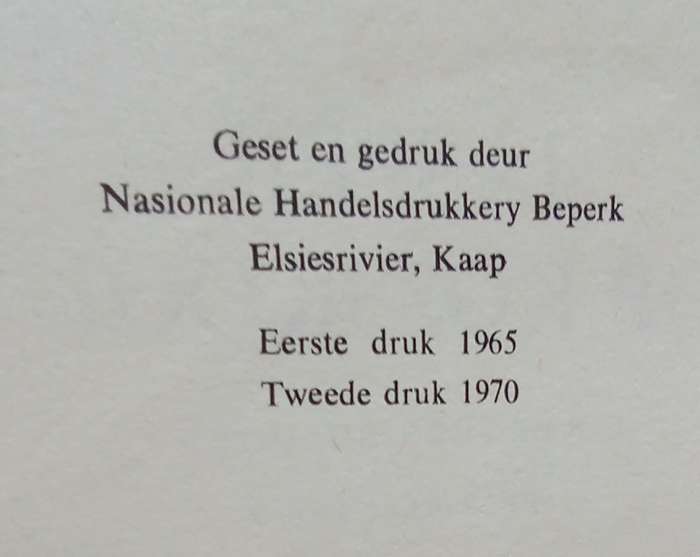 Geset en gedruk deur
Nasionale Handelsdrukkery Beperk
Elsiesrivier, Kaap
Eerste druk 1965
Tweede druk 1970